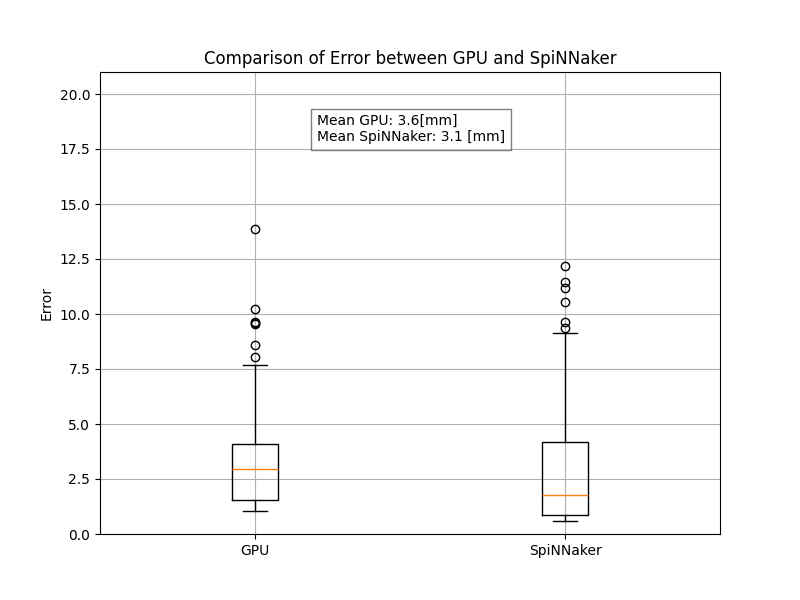 Comparison of Error between GPU and SpiNNaker
20.0
Mean GPU: 3.6[mm]
Mean SpiNNaker: 3.1 [mm]
17.5
15.0
12.5
Error
10.0
7.5
5.0
2.5
0.0
GPU
SpiNNaker